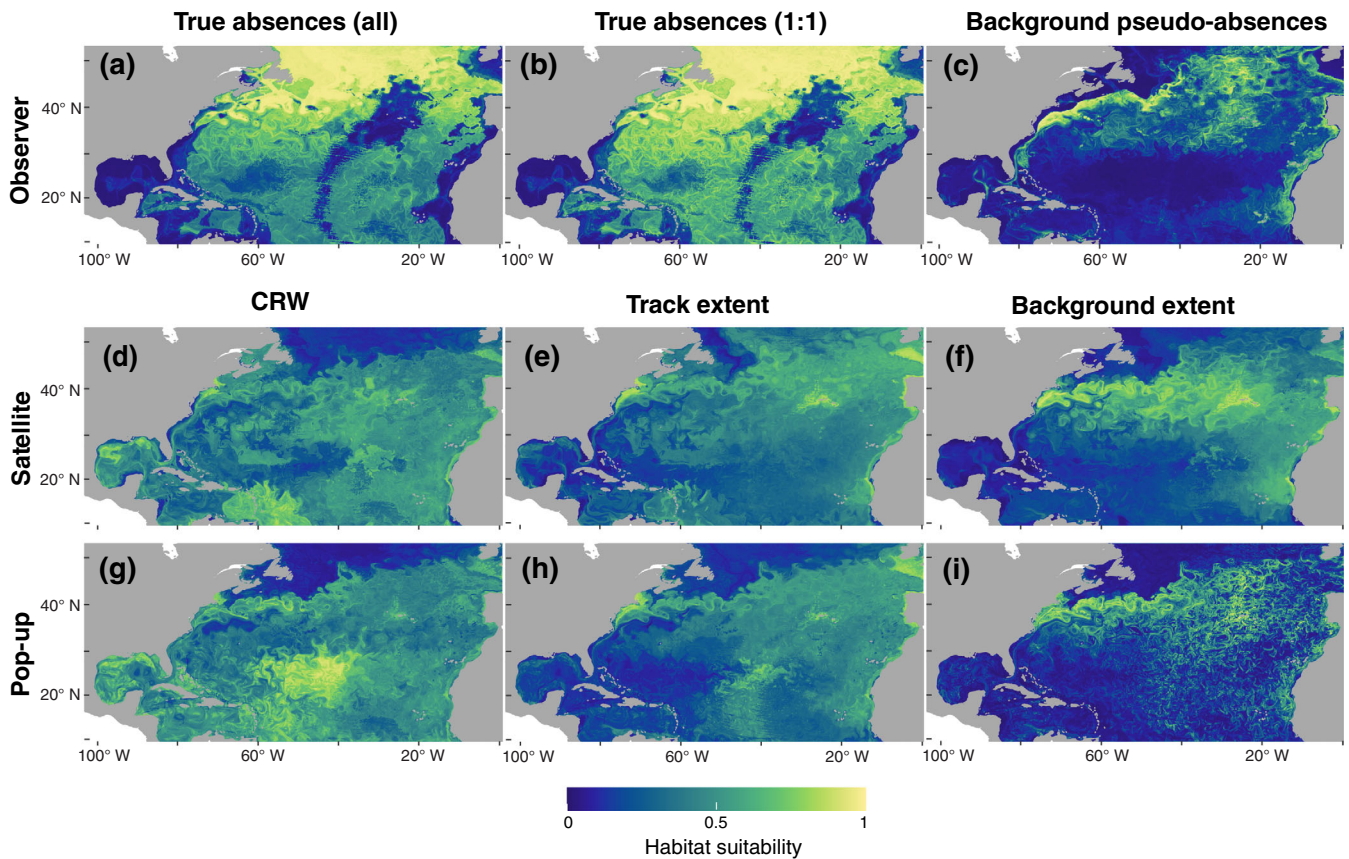 True absences (all) True absences (1:1) Background pseudo-absences
Observer
(a) (b) (c)
40° N
20° N
100° W 60° W 20° W 100° W 60° W 20° W 100° W 60° W 20° W
CRW Track extent Background extent
Satellite
(d) (e) (f)
40° N
20° N
Pop-up
(g) (h) (i)
40° N
20° N
100° W 60° W 20° W 100° W 60° W 20° W 100° W 60° W 20° W
0 0.5 1
Habitat suitability